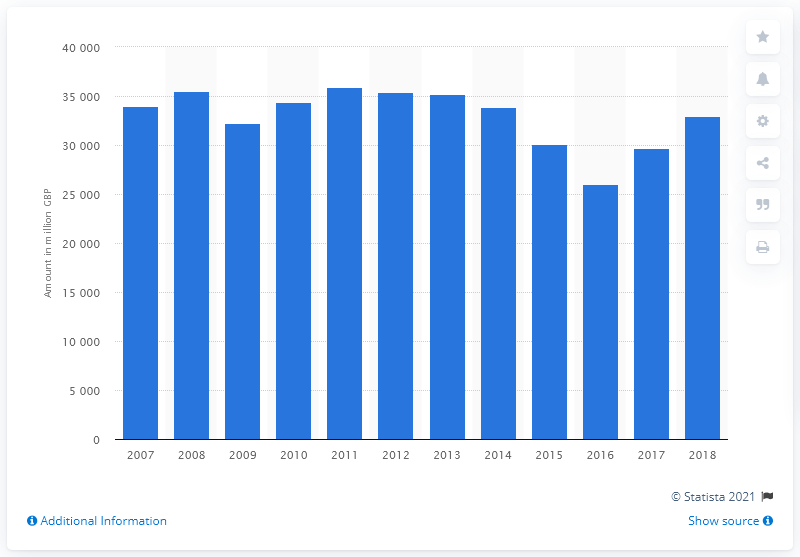 40 000
35 000
30 000
25 000
20 000
15 000
10 000
5 000
0
Amount in million GBP
2007 2008 2009 2010 2011 2012 2013 2014 2015 2016 2017 2018
© Statista 2021
Additional Information
Show source